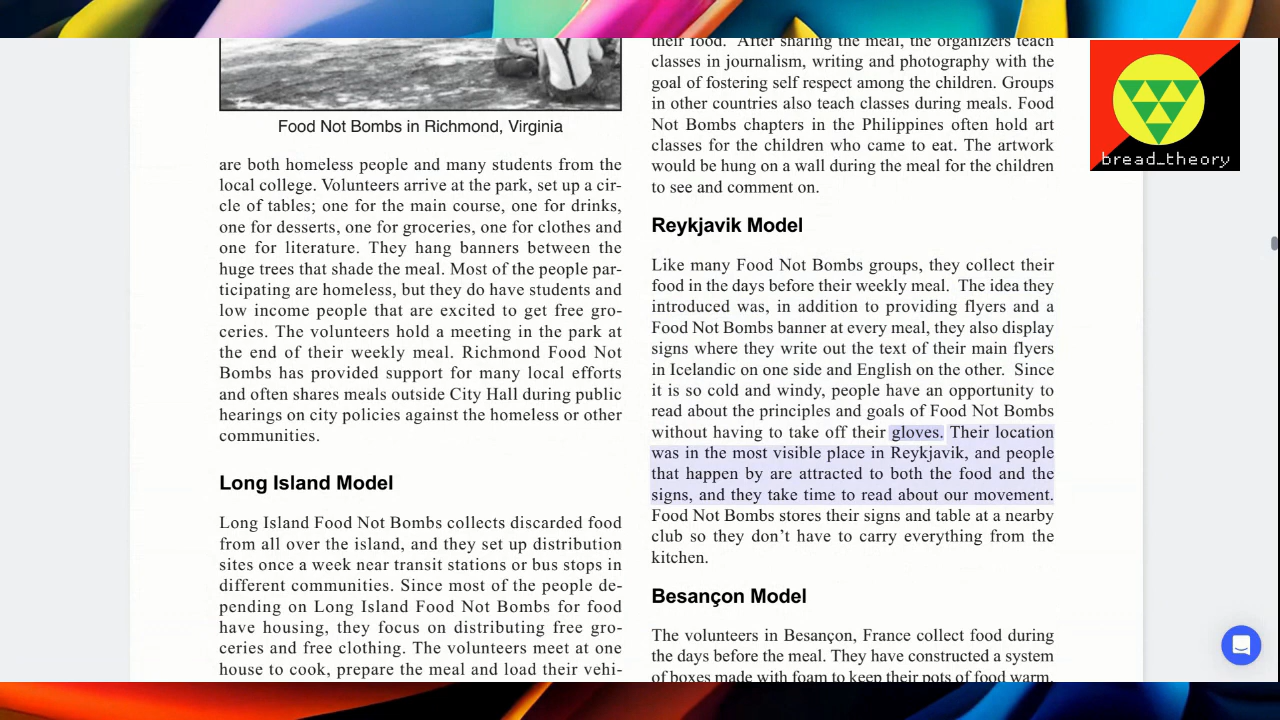 Food Not Bombs in Richmond, Virginia
are both homeless people and many students from the
local college. Volunteers arrive at the park, set up a cir-
cle of tables; one for the main course, one for drinks,
one for desserts, one for groceries, one for clothes and
one for literature. They hang banners between the
huge trees that shade the meal. Most of the people par-
ticipating are homeless, but they do have students and
low income people that are excited to get free gro-
ceries. The volunteers hold a meeting in the park at
the end of their weekly meal. Richmond Food Not
Bombs has provided support for many local efforts
and often shares meals outside City Hall during public
hearings on city policies against the homeless or other
communities.
Long Island Model
Long Island Food Not Bombs collects discarded food
from all over the island, and they set up distribution
sites once a week near transit stations or bus stops in
different communities. Since most of the people de-
pending on Long Island Food Not Bombs for food
have housing, they focus on distributing free gro-
ceries and free clothing. The volunteers meet at one
house to cook, prepare the meal and load their vehi-
their food. After sharing the meal, the organizers teach
classes in journalism, writing and photography with the
goal of fostering self respect among the children. Groups
in other countries also teach classes during meals. Food
Not Bombs chapters in the Philippines often hold art
classes for the children who came to eat. The artwork
would be hung on a wall during the meal for the children
to see and comment on.
Reykjavik Model
Like many Food Not Bombs groups, they collect their
food in the days before their weekly meal. The idea they
introduced was, in addition to providing flyers and a
Food Not Bombs banner at every meal, they also display
signs where they write out the text of their main flyers
in Icelandic on one side and English on the other. Since
it is so cold and windy, people have an opportunity to
read about the principles and goals of Food Not Bombs
without having to take off their gloves. Their location
was in the most visible place in Reykjavik, and people
that happen by are attracted to both the food and the
signs, and they take time to read about our movement.
Food Not Bombs stores their signs and table at a nearby
club so they don't have to carry everything from the
kitchen.
Besançon Model
The volunteers in Besançon, France collect food during
the days before the meal. They have constructed a system
of boxes made with foam to keep their pots of food warm.
bread_theory